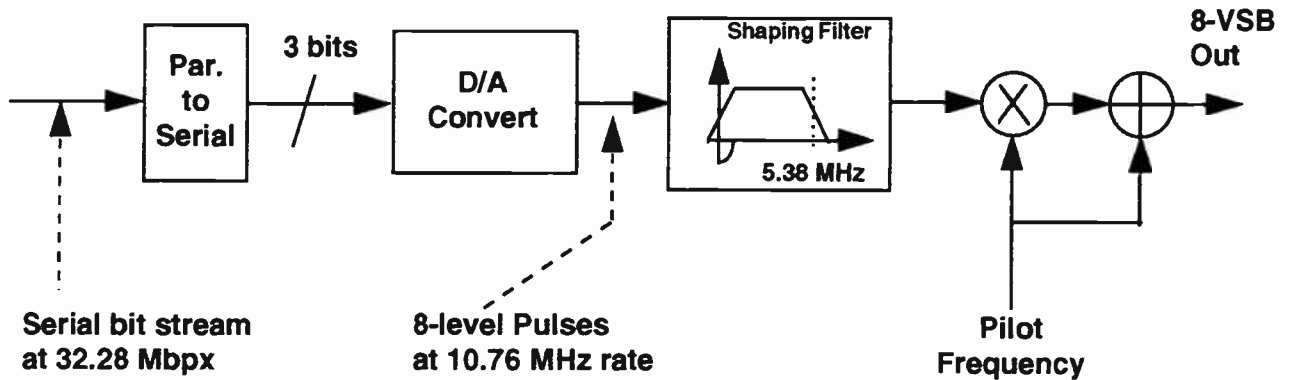 Par.
to
Serial
3 bits
D/A
Convert
Shaping Filter
5.38 MHz
8-VSB
Out
Serial bit stream
at 32.28 Mbpx
8-level Pulses
at 10.76 MHz rate
Pilot
Frequency